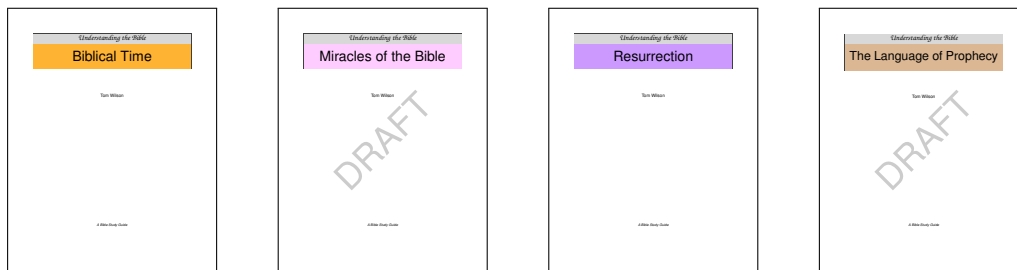 Understanding the Bible
Biblical Time
Tom Wilson
A Bible Study Guide
Understanding the Bible
Miracles of the Bible
Tom Wilson
DRAFT
A Bible Study Guide
Understanding the Bible
Resurrection
Tom Wilson
A Bible Study Guide
Understanding the Bible
The Language of Prophecy
Tom Wilson
DRAFT
A Bible Study Guide